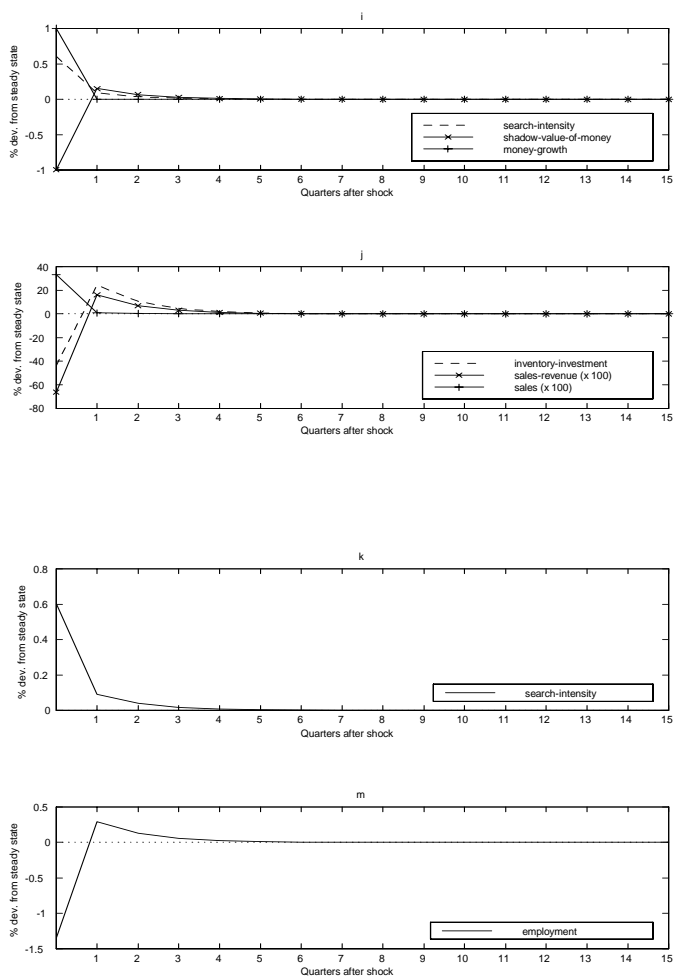 i
% dev. from steady state
1
0.5
0
-0.5
-1
search-intensity
shadow-value-of-money
money-growth
1 2 3 4 5 6 7 8 9 10 11 12 13 14 15
Quarters after shock
j
% dev. from steady state
40
20
0
-20
-40
-60
-80
inventory-investment
sales-revenue (x 100)
sales (x 100)
1 2 3 4 5 6 7 8 9 10 11 12 13 14 15
Quarters after shock
k
% dev. from steady state
0.8
0.6
0.4
0.2
0
search-intensity
1 2 3 4 5 6 7 8 9 10 11 12 13 14 15
Quarters after shock
m
% dev. from steady state
0.5
0
-0.5
-1
-1.5
employment
1 2 3 4 5 6 7 8 9 10 11 12 13 14 15
Quarters after shock